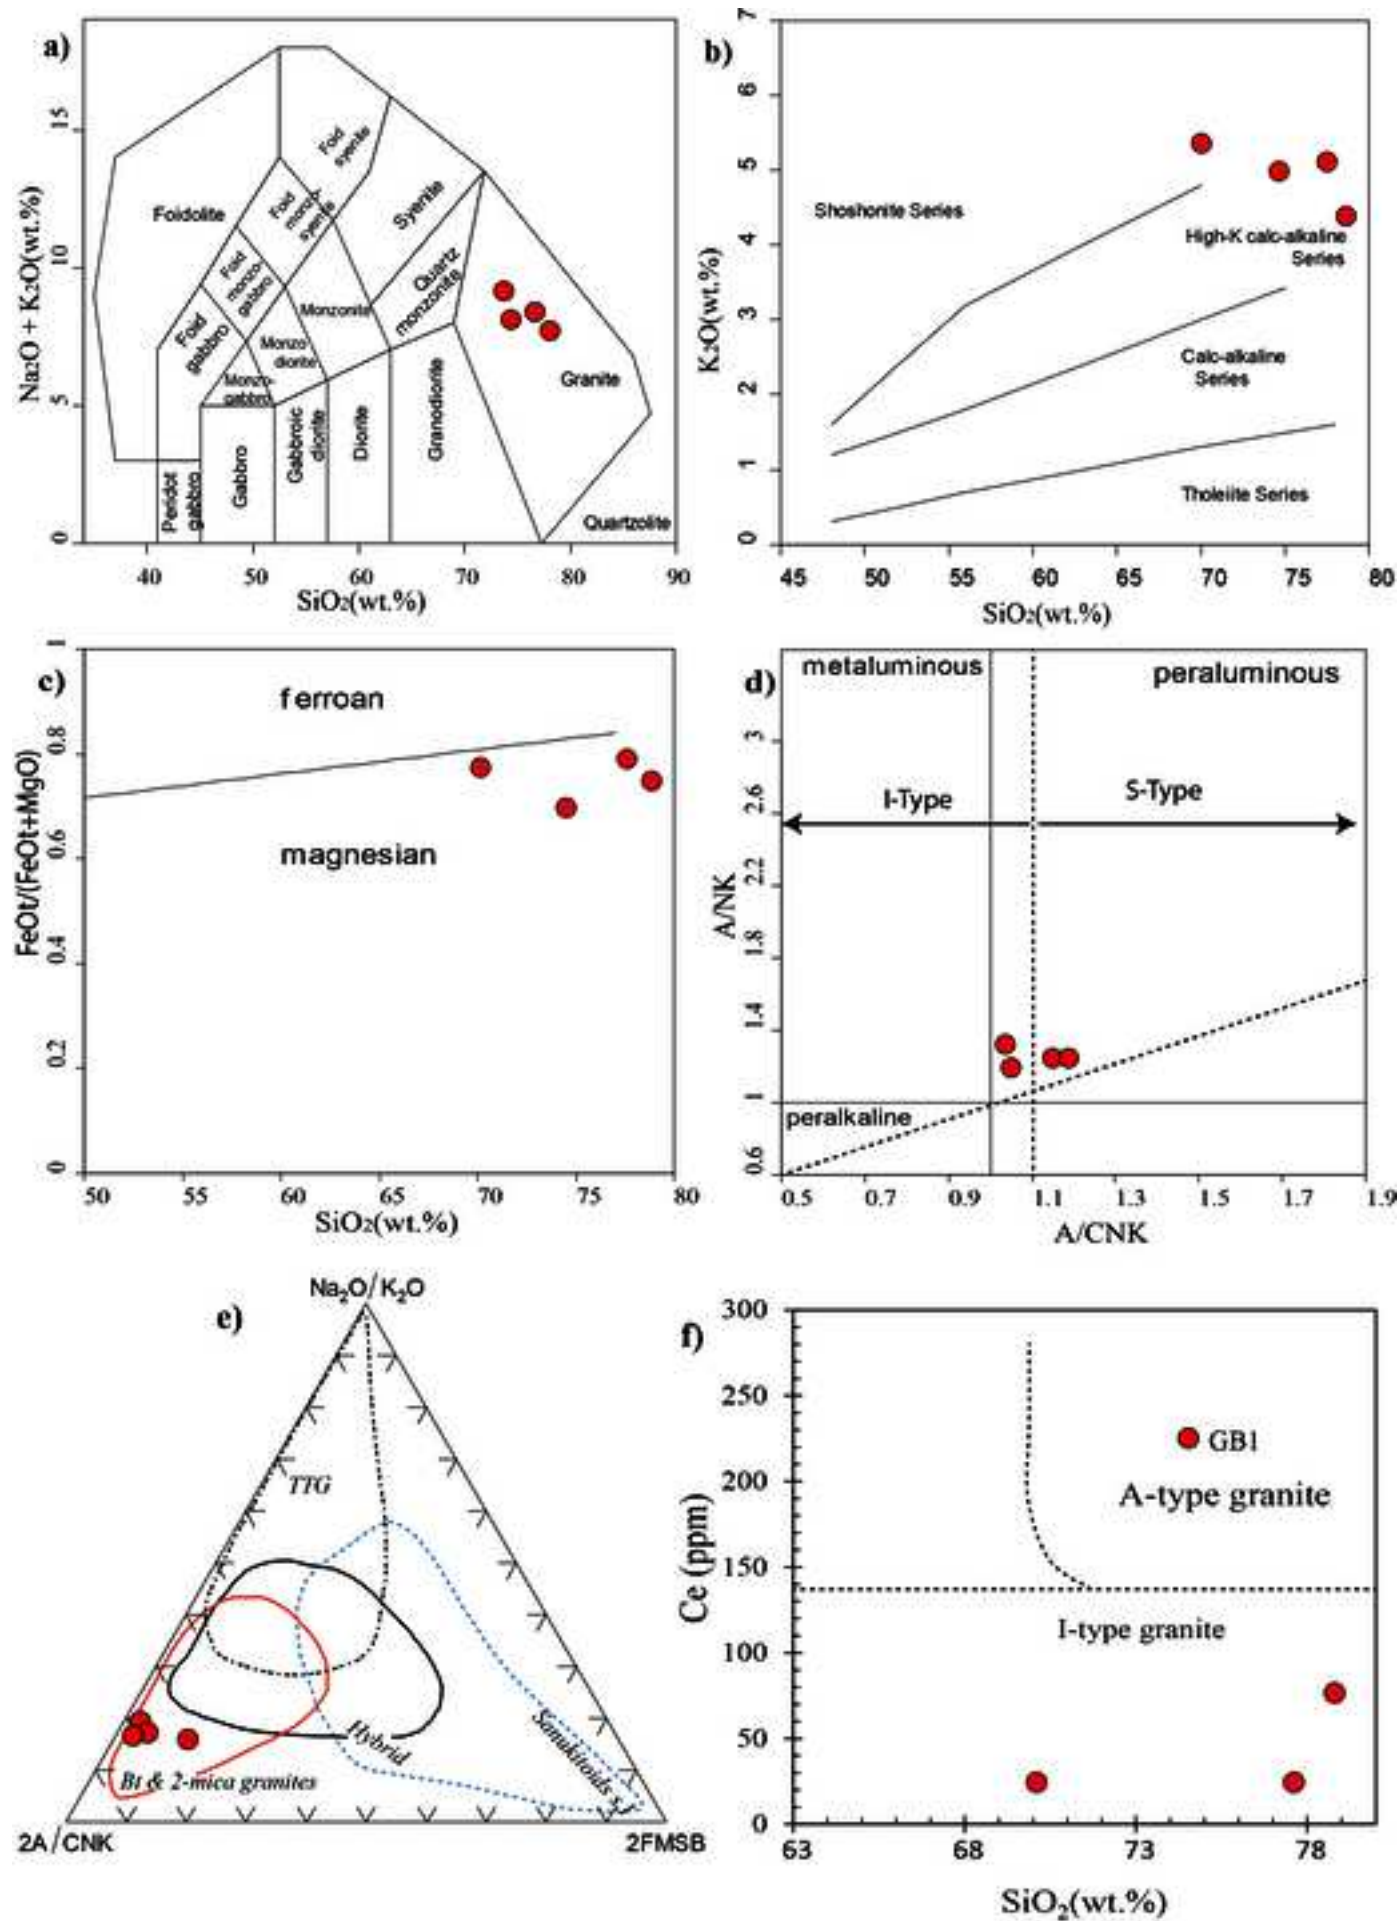 a)
Na2O + K2O(wt.%)
15
10
5
0
Foidolite
Foid
syenite
Foid
monzo-
syenite
Syenite
Foid
monzo-
gabbro
Quartz
monzonite
Foid
gabbro
Monzonite
Monzo
diorite
Monzo-
gabbro
Peridot
gabbro
Gabbro
Gabbroic
diorite
Diorite
Granodiorite
Granite
Quartzolite
40 50 60 70 80 90
SiO2(wt.%)
b)
K2O(wt.%)
7
6
5
4
3
2
1
0
Shoshonite Series
High-K calc-alkaline
Series
Calc-alkaline
Series
Tholeiite Series
45 50 55 60 65 70 75 80
SiO2(wt.%)
c)
FeOt/(FeOt+MgO)
1
0.8
0.6
0.4
0.2
0
ferroan
magnesian
50 55 60 65 70 75 80
SiO2(wt.%)
d)
A/NK
3
2.6
2.2
1.8
1.4
1
0.6
metaluminous
peraluminous
I-Type
S-Type
peralkaline
0.5 0.7 0.9 1.1 1.3 1.5 1.7 1.9
A/CNK
e)
Na2O/K2O
TTG
Hybrid
Sanukitoids s.l
Bt & 2-mica granites
2A/CNK
2FMSB
f)
Ce (ppm)
300
250
200
150
100
50
0
GB1
A-type granite
I-type granite
63 68 73 78
SiO2(wt.%)